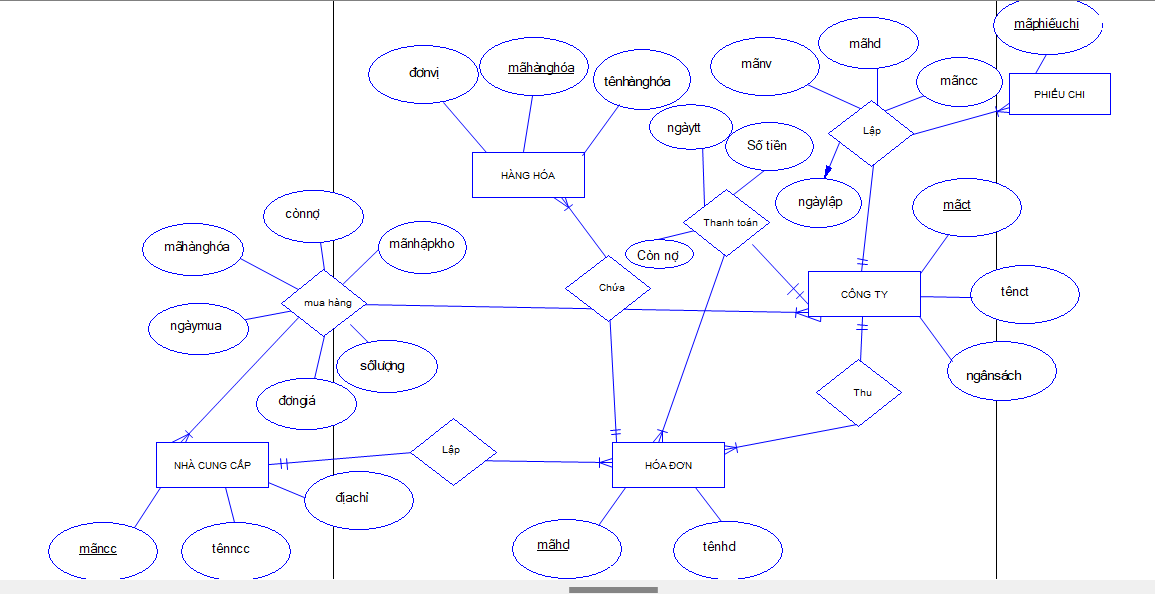 mãphiếuchi
mãhd
đơnvị
mãhànghóa
tênhànghóa
mãnv
mãncc
PHIẾU CHI
ngàytt
Số tiền
Lập
HÀNG HÓA
ngàylập
mãct
cònnợ
Thanh toán
mãhànghóa
mãnhậpkho
Còn nợ
Chứa
CÔNG TY
tênct
mua hàng
ngàymua
sốlượng
ngânsách
đơngiá
Thu
Lập
NHÀ CUNG CẤP
HÓA ĐƠN
địachỉ
mãncc
tênncc
mãhd
tênhd